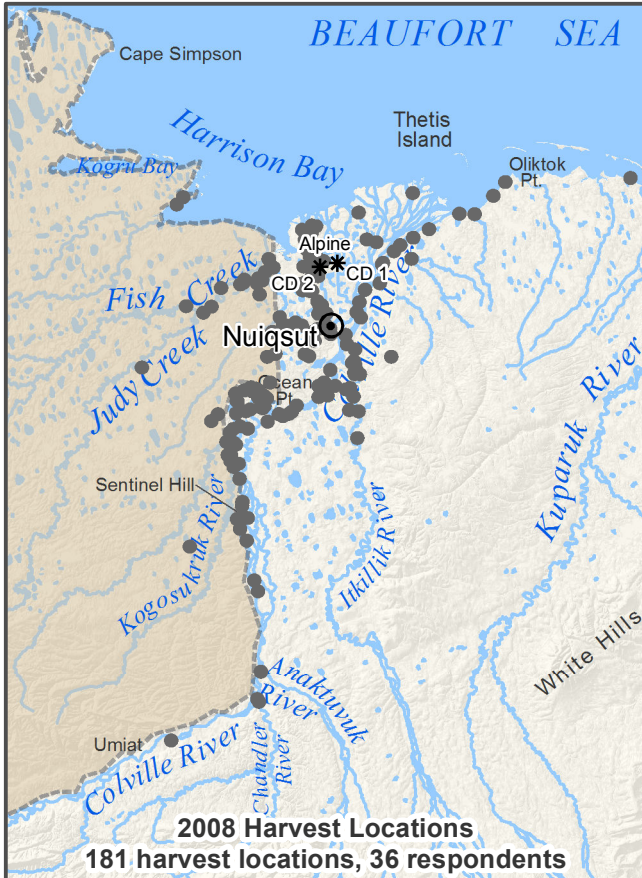 BEAUFORT SEA
Cape Simpson
Harrison Bay
Thetis
Island
Kogru Bay
Oliktok
Pt.
Alpine
CD 1
CD 2
Fish Creek
Nuiqsut
Colville River
Judy Creek
Ocean
Pt.
Kuparuk River
Sentinel Hill
Kogosukruk River
Itkillik River
White Hills
Anaktuvuk
River
Umiat
Colville River
Chandler
River
2008 Harvest Locations
181 harvest locations, 36 respondents